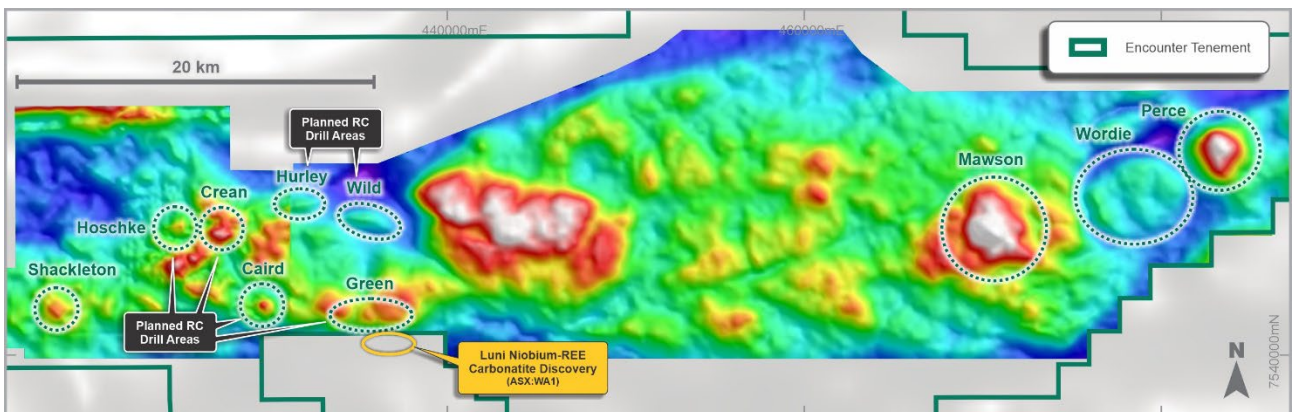 440000mE
460000mE
Encounter Tenement
20 km
Planned RC
Drill Areas
Perce
Wordie
Hurley
Wild
Mawson
Crean
Hoschke
Shackleton
Caird
Green
Planned RC
Drill Areas
Luni Niobium-REE
Carbonatite Discovery
(ASX:WA1)
N
7540000mN